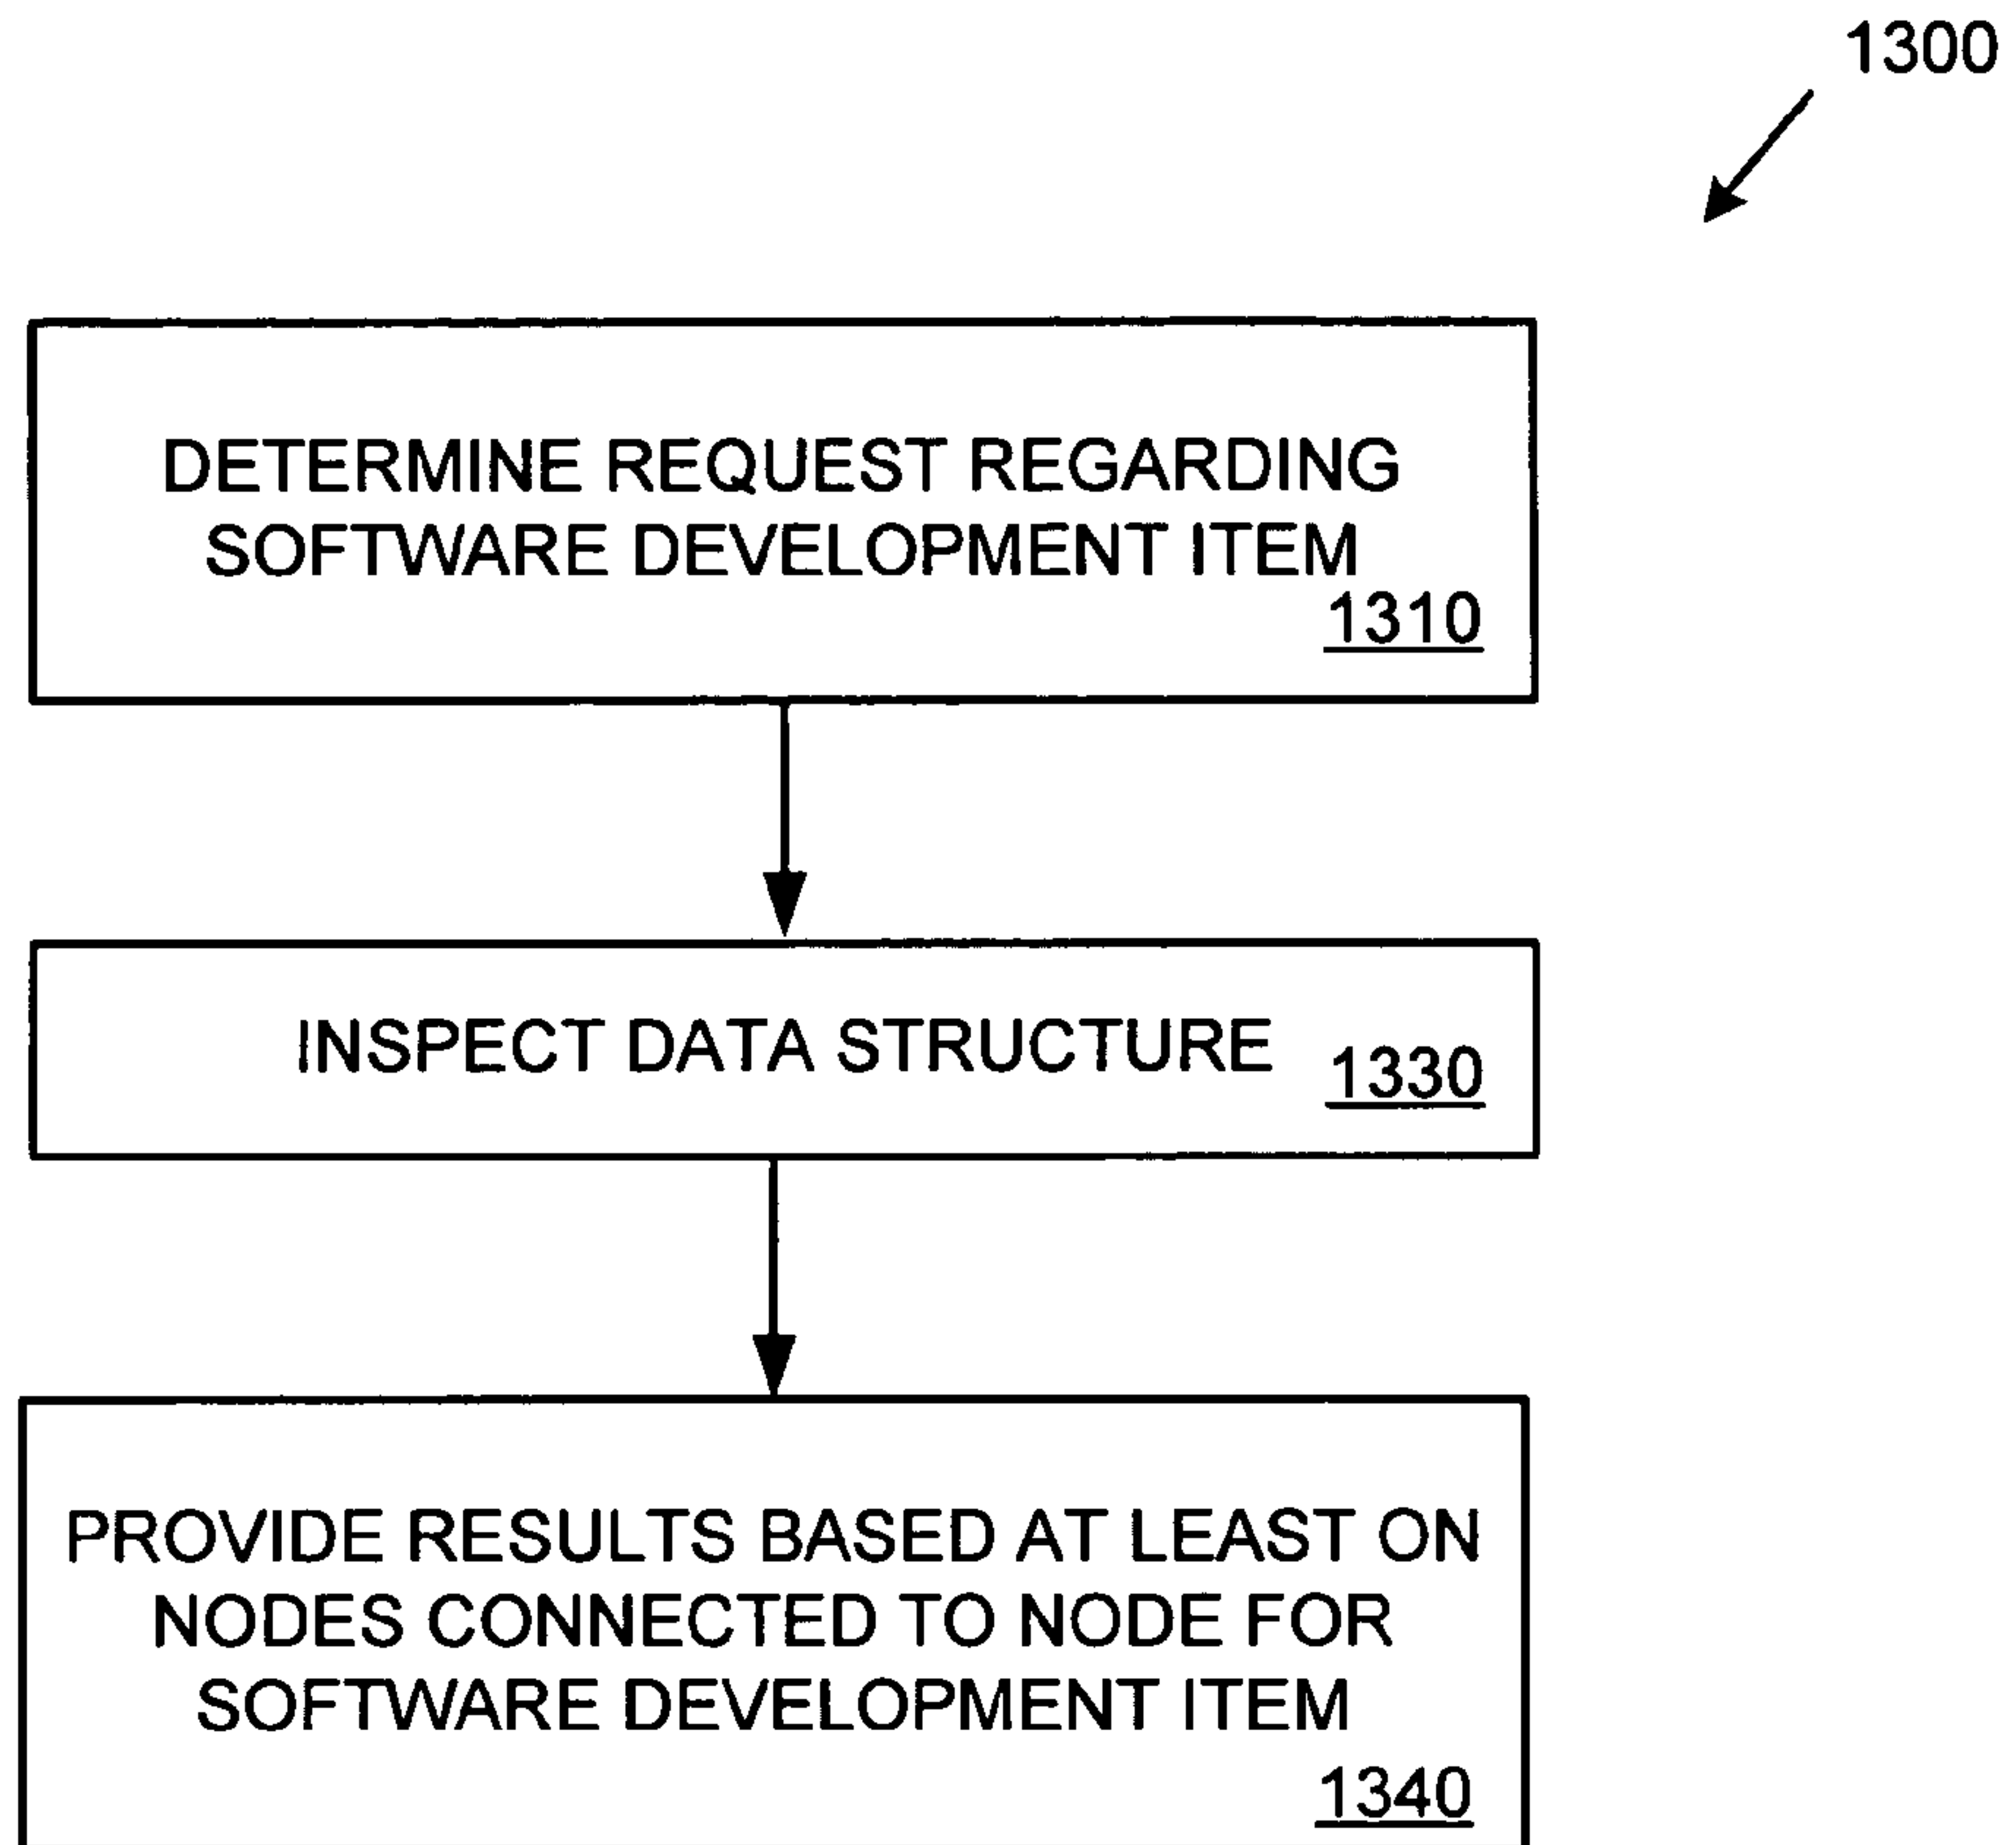 1300
DETERMINE REQUEST REGARDING
SOFTWARE DEVELOPMENT ITEM
1310
INSPECT DATA STRUCTURE 1330
PROVIDE RESULTS BASED AT LEAST ON
NODES CONNECTED TO NODE FOR
SOFTWARE DEVELOPMENT ITEM
1340